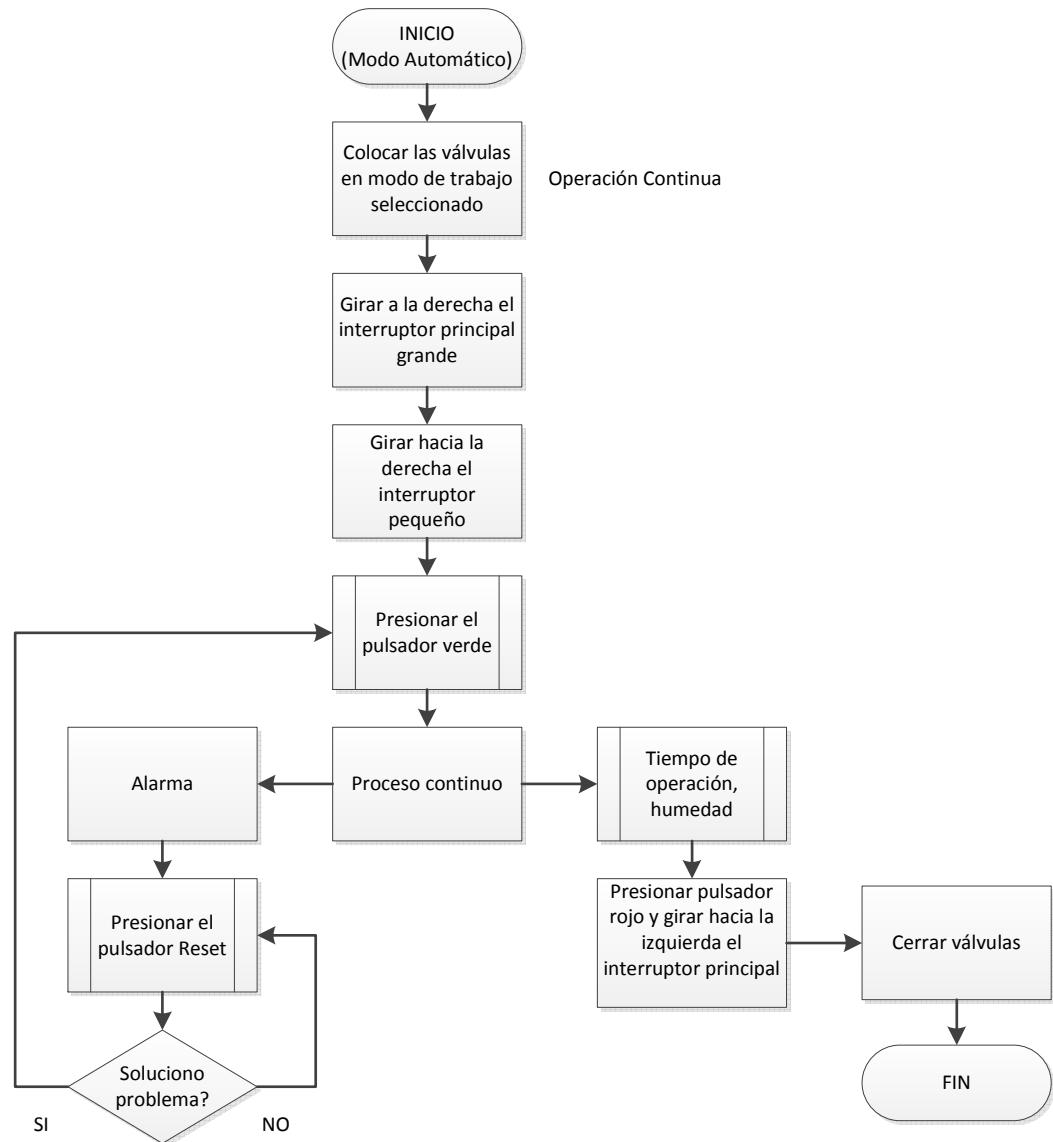 INICIO
(Modo Automático)
Colocar las válvulas
en modo de trabajo
seleccionado
Operación Continua
Girar a la derecha el
interruptor principal
grande
Girar hacia la
derecha el
interruptor
pequeño
Presionar el
pulsador verde
Alarma
Proceso continuo
Tiempo de
operación,
humedad
Presionar el
pulsador Reset
Presionar pulsador
rojo y girar hacia la
izquierda el
interruptor principal
Cerrar válvulas
Soluciono
problema?
SI
NO
FIN